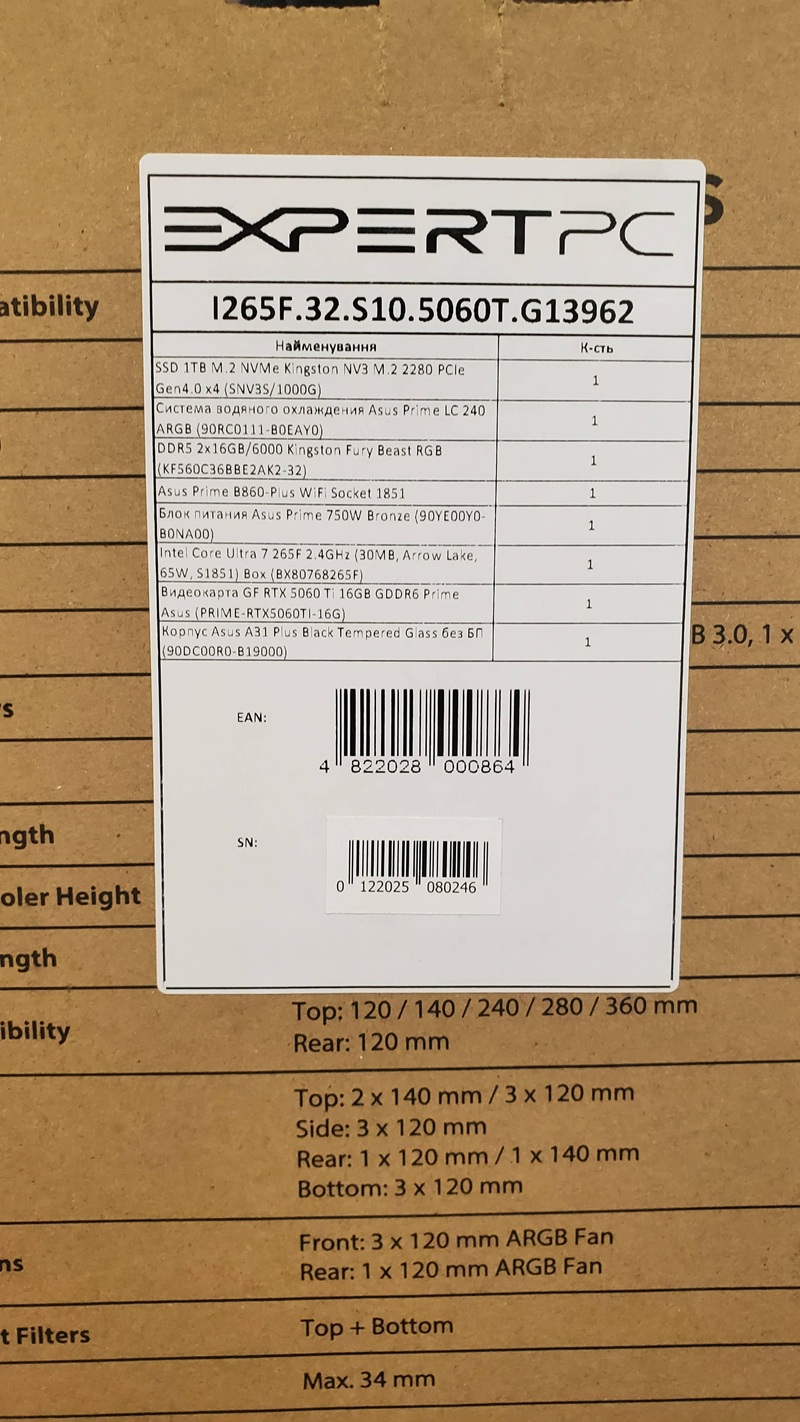 EXPERTPC
I265F.32.S10.5060T.G13962
atibility
Найменування
К-сть
SSD 1TB M.2 NVMe Kingston NV3 M.2 2280 PCIe
Gen4.0 x4 (SNV3S/1000G)
1
Система водяного охлаждения Asus Prime LC 240
ARGB (90RC0111-B0EAY0)
1
DDR5 2x16GB/6000 Kingston Fury Beast RGB
(KF560C36BBE2AK2-32)
1
Asus Prime B860-Plus WiFi Socket 1851
1
Блок питания Asus Prime 750W Bronze (90YE00Y0-
B0NA00)
1
Intel Core Ultra 7 265F 2.4GHz (30MB, Arrow Lake,
65W, S1851) Box (BX80768265F)
1
Видеокарта GF RTX 5060 Ti 16GB GDDR6 Prime
Asus (PRIME-RTX5060TI-16G)
1
Корпус Asus A31 Plus Black Tempered Glass без БП
(90DC00R0-B19000)
1
B 3.0, 1 x
EAN:
4 822028 000864
ngth
SN:
0 122025 080246
oler Height
ngth
ibility
Top: 120 / 140 / 240 / 280 / 360 mm
Rear: 120 mm
Top: 2 x 140 mm / 3 x 120 mm
Side: 3 x 120 mm
Rear: 1 x 120 mm / 1 x 140 mm
Bottom: 3 x 120 mm
ns
Front: 3 x 120 mm ARGB Fan
Rear: 1 x 120 mm ARGB Fan
t Filters
Top + Bottom
Max. 34 mm